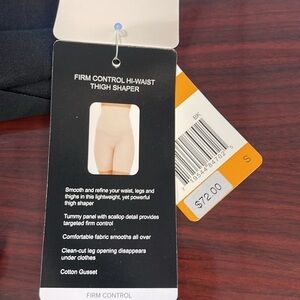 FIRM CONTROL HI-WAIST
THIGH SHAPER
Smooth and refine your waist, legs and
thighs in this lightweight, yet powerful
thigh shaper
Tummy panel with scallop detail provides
targeted firm control
Comfortable fabric smooths all over
Clean-cut leg opening disappears
under clothes
Cotton Gusset
FIRM CONTROL
BK
S
$72.00